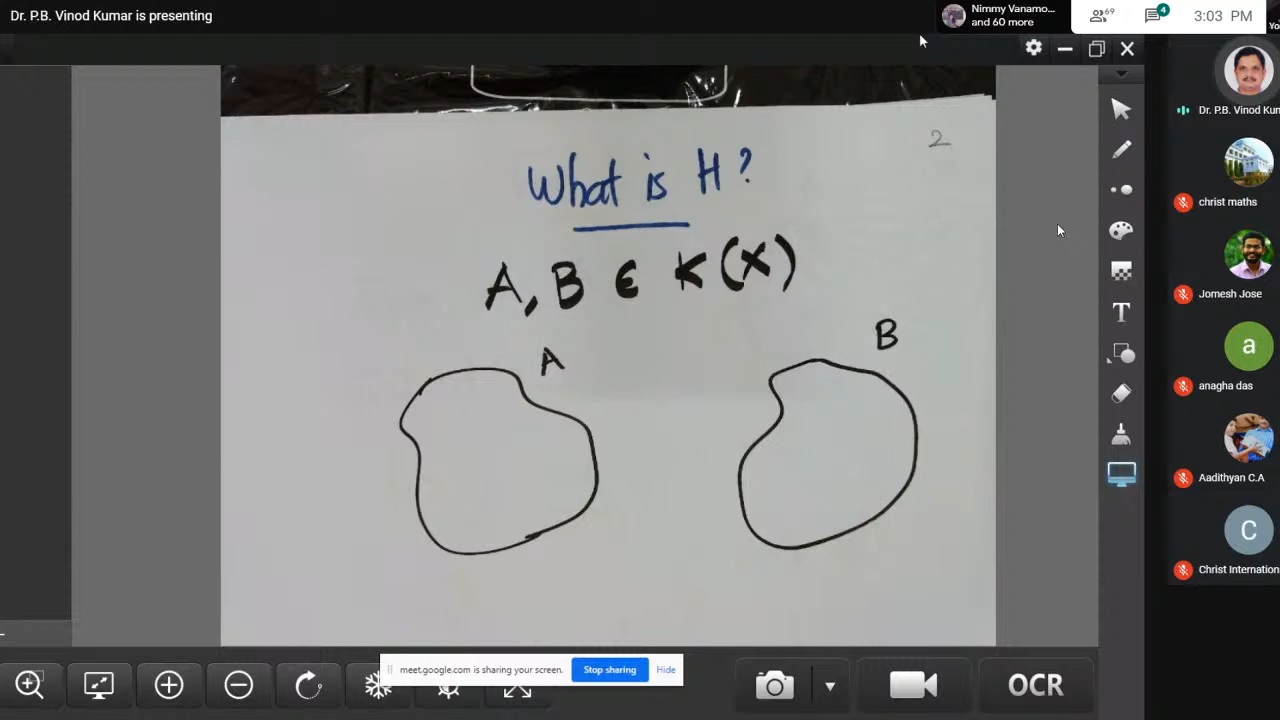 Dr. P.B. Vinod Kumar is presenting
Nimmy Vanamo...
and 60 more
69
4
3:03 PM
Yo
2
What is H?
A, B ∈ K(X)
A
B
T
Dr. P.B. Vinod Kum
christ maths
Jomesh Jose
a
anagha das
Aadithyan C.A
C
Christ Internation
meet.google.com is sharing your screen.
Stop sharing
Hide
OCR